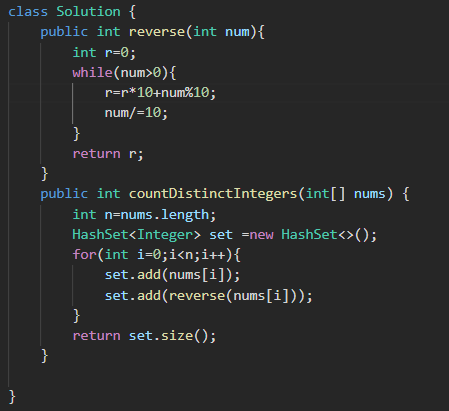 class Solution {
    public int reverse(int num){
        int r=0;
        while(num>0){
            r=r*10+num%10;
            num/=10;
        }
        return r;
    }
    public int countDistinctIntegers(int[] nums) {
        int n=nums.length;
        HashSet<Integer> set =new HashSet<>();
        for(int i=0;i<n;i++){
            set.add(nums[i]);
            set.add(reverse(nums[i]));
        }
        return set.size();
    }

}